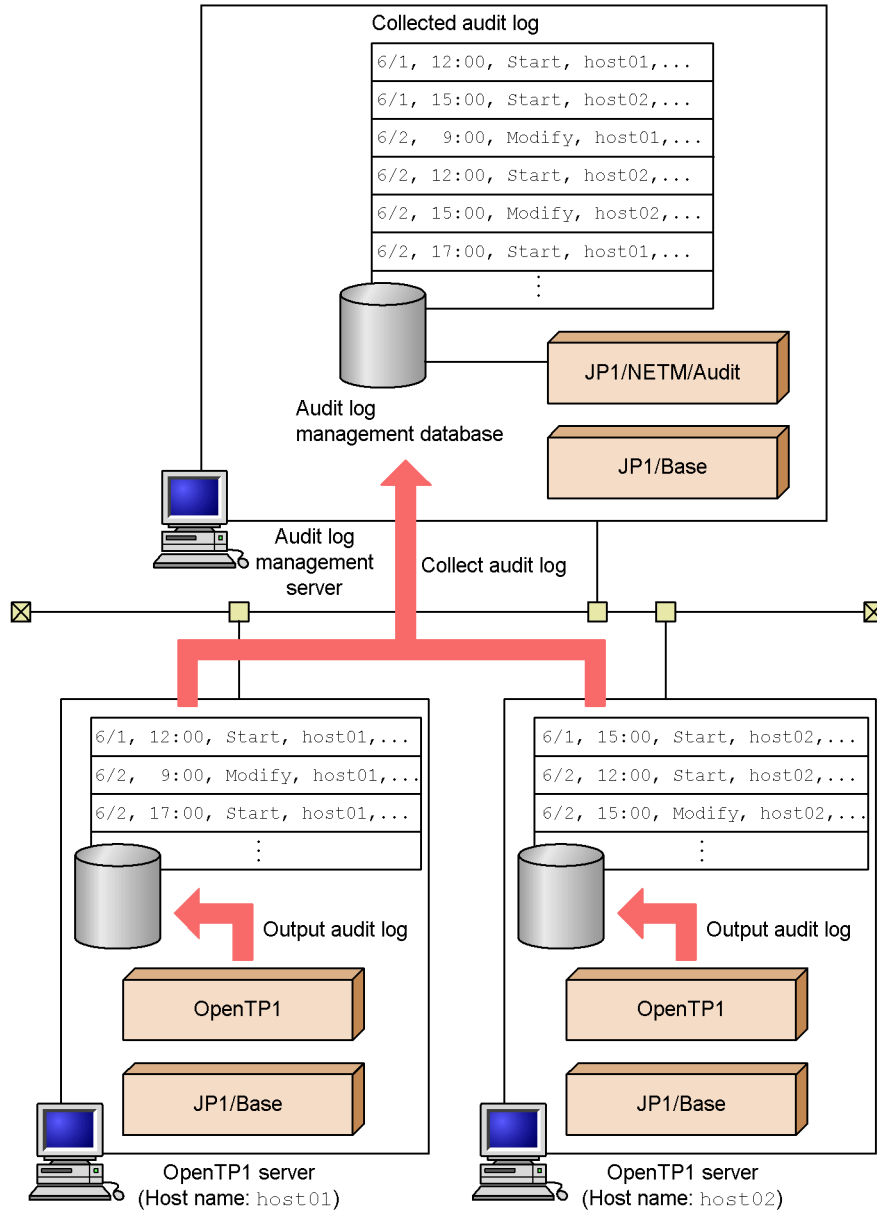 Collected audit log
6/1, 12:00, Start, host01,...
6/1, 15:00, Start, host02,...
6/2,  9:00, Modify, host01,...
6/2, 12:00, Start, host02,...
6/2, 15:00, Modify, host02,...
6/2, 17:00, Start, host01,...
⋮
JP1/NETM/Audit
Audit log
management database
JP1/Base
Audit log
management
server
Collect audit log
6/1, 12:00, Start, host01,...
6/2,  9:00, Modify, host01,...
6/2, 17:00, Start, host01,...
⋮
Output audit log
OpenTP1
JP1/Base
OpenTP1 server
(Host name: host01)
6/1, 15:00, Start, host02,...
6/2, 12:00, Start, host02,...
6/2, 15:00, Modify, host02,...
⋮
Output audit log
OpenTP1
JP1/Base
OpenTP1 server
(Host name: host02)